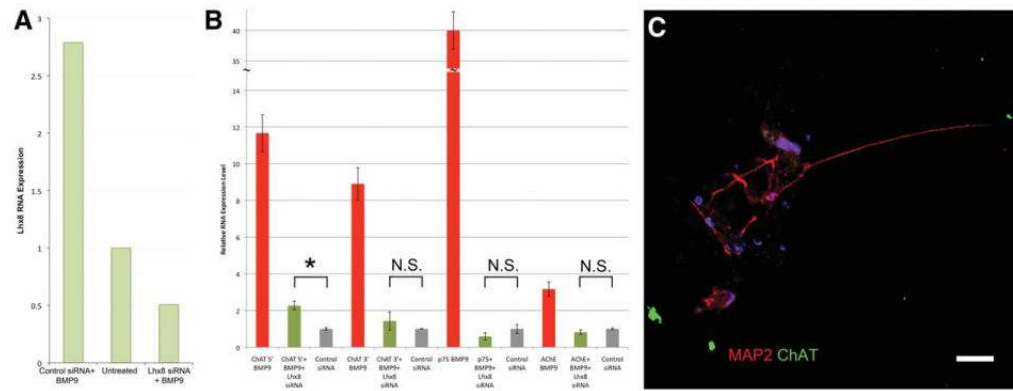 A
3
2.5
2
1.5
1
0.5
0
Lhx8 RNA Expression
Control siRNA+
BMP9
Untreated
Lhx8 siRNA
+ BMP9
B
40
35
~
~
14
12
10
8
6
4
2
0
Relative RNA Expression Level
*
N.S.
N.S.
N.S.
ChAT 5'
BMP9
ChAT 5'+
BMP9+ Lhx8
siRNA
Control
siRNA
ChAT 3'
BMP9
ChAT 3'+
BMP9+Lhx8
siRNA
Control
siRNA
p75 BMP9
p75+
BMP9+Lhx8
siRNA
Control
siRNA
AChE
BMP9
AChE+
BMP9+Lhx8
siRNA
Control
siRNA
C
MAP2 ChAT